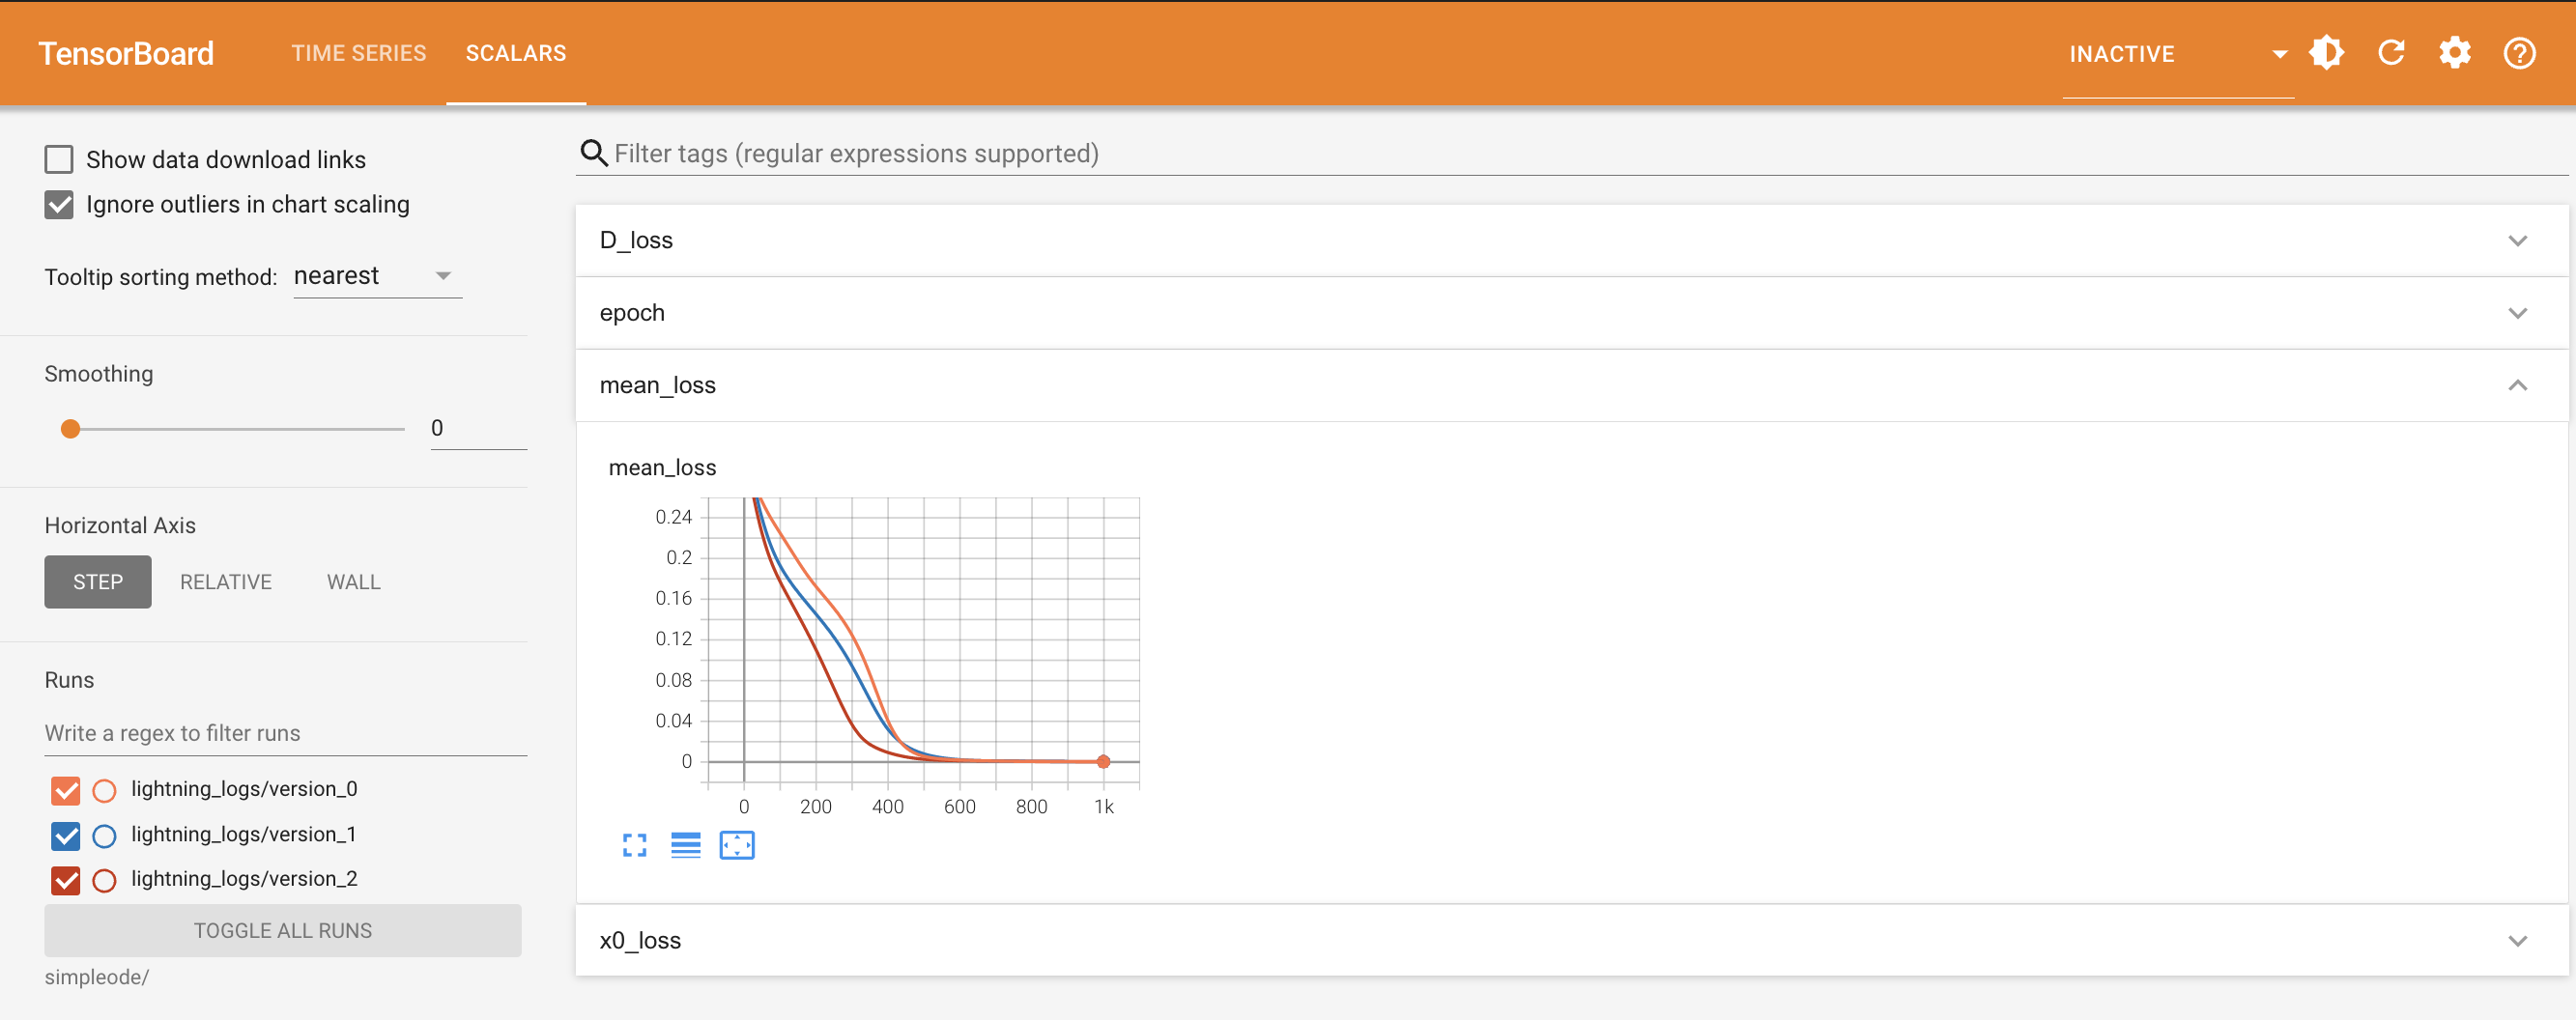 TensorBoard TIME SERIES SCALARS INACTIVE
Show data download links
Ignore outliers in chart scaling
Tooltip sorting method: nearest
Smoothing
0
Horizontal Axis
STEP RELATIVE WALL
Runs
Write a regex to filter runs
lightning_logs/version_0
lightning_logs/version_1
lightning_logs/version_2
TOGGLE ALL RUNS
simpleode/
Filter tags (regular expressions supported)
D_loss
epoch
mean_loss
mean_loss
0.24
0.2
0.16
0.12
0.08
0.04
0
0 200 400 600 800 1k
x0_loss